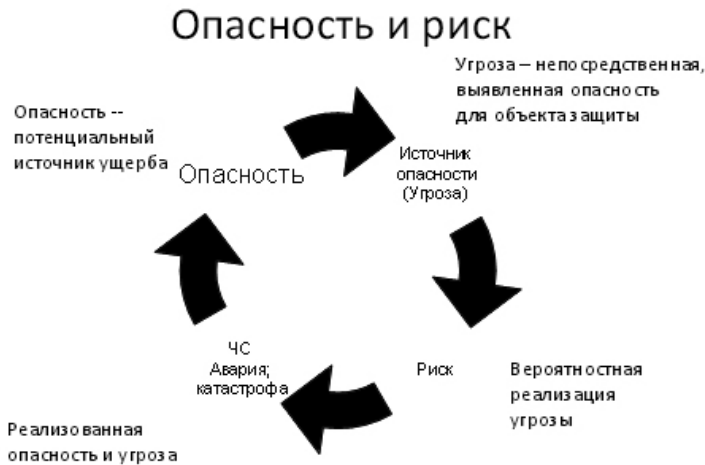 Опасность и риск
Угроза – непосредственная,
выявленная опасность
для объекта защиты
Опасность --
потенциальный
источник ущерба
Опасность
Источник
опасности
(Угроза)
Риск
Вероятностная
реализация
угрозы
ЧС
Авария;
катастрофа
Реализованная
опасность и угроза